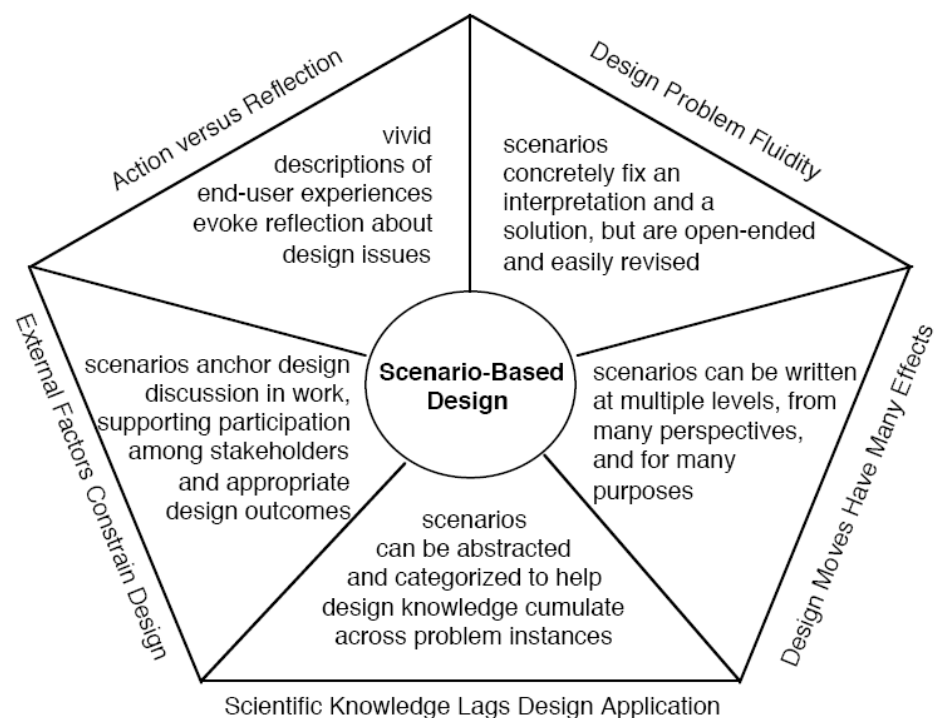 Action versus Reflection
Design Problem Fluidity
vivid
descriptions of
end-user experiences
evoke reflection about
design issues
scenarios
concretely fix an
interpretation and a
solution, but are open-ended
and easily revised
External Factors Constrain Design
scenarios anchor design
discussion in work,
supporting participation
among stakeholders
and appropriate
design outcomes
Scenario-Based
Design
scenarios can be written
at multiple levels, from
many perspectives,
and for many
purposes
Design Moves Have Many Effects
scenarios
can be abstracted
and categorized to help
design knowledge cumulate
across problem instances
Scientific Knowledge Lags Design Application